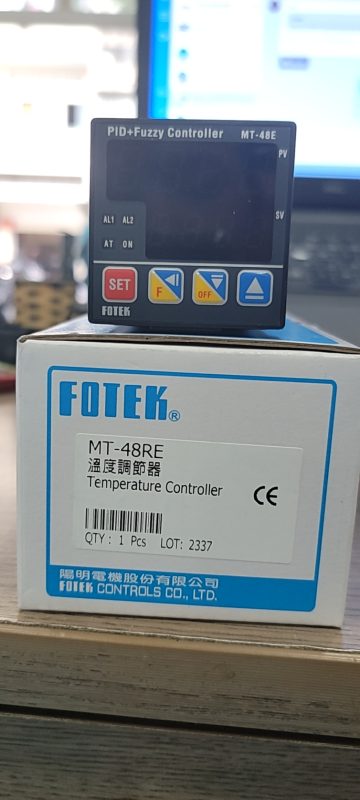 PID+Fuzzy Controller MT-48E
PV
SV
AL1 AL2
AT ON
SET
F
OFF
FOTEK
FOTEK®
MT-48RE
溫度調節器
Temperature Controller
CE
QTY : 1 Pcs LOT: 2337
陽明電機股份有限公司
FOTEK CONTROLS CO., LTD.